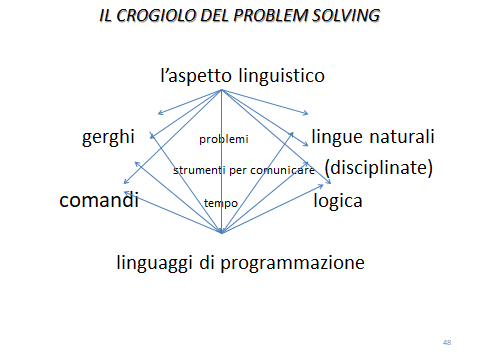 IL CROGIOLO DEL PROBLEM SOLVING
l’aspetto linguistico
gerghi
problemi
lingue naturali
strumenti per comunicare
(disciplinate)
comandi
tempo
logica
linguaggi di programmazione
48